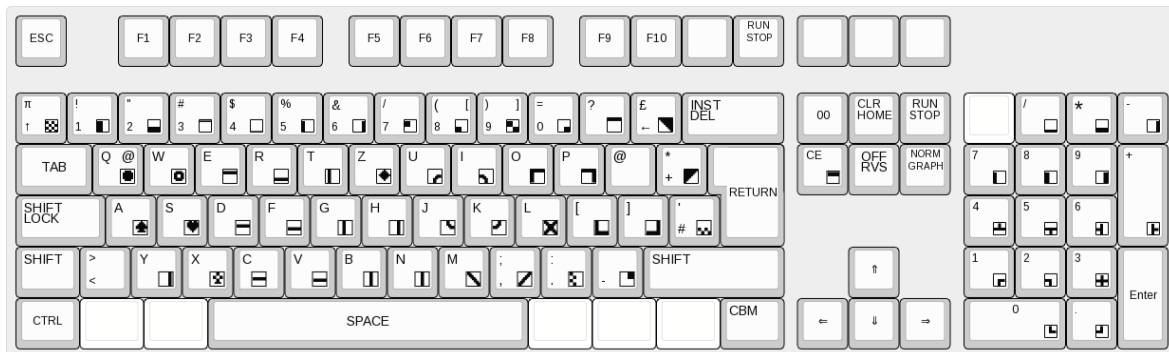 ESC F1 F2 F3 F4 F5 F6 F7 F8 F9 F10 RUN
STOP
π ! " # $ % & / ( [ ) ] = ? £ INST
DEL
↑ 1 2 3 4 5 6 7 8 9 0 ←
00 CLR
HOME RUN
STOP
/ * -
TAB Q @ W E R T Z U I O P @ *
+
RETURN
CE OFF
RVS NORM
GRAPH
7 8 9 +
SHIFT
LOCK A S D F G H J K L [ ] '
#
4 5 6
SHIFT >
< Y X C V B N M ;
, :
. - SHIFT
⇑
1 2 3 Enter
CTRL SPACE CBM
⇐ ⇓ ⇒
0 .